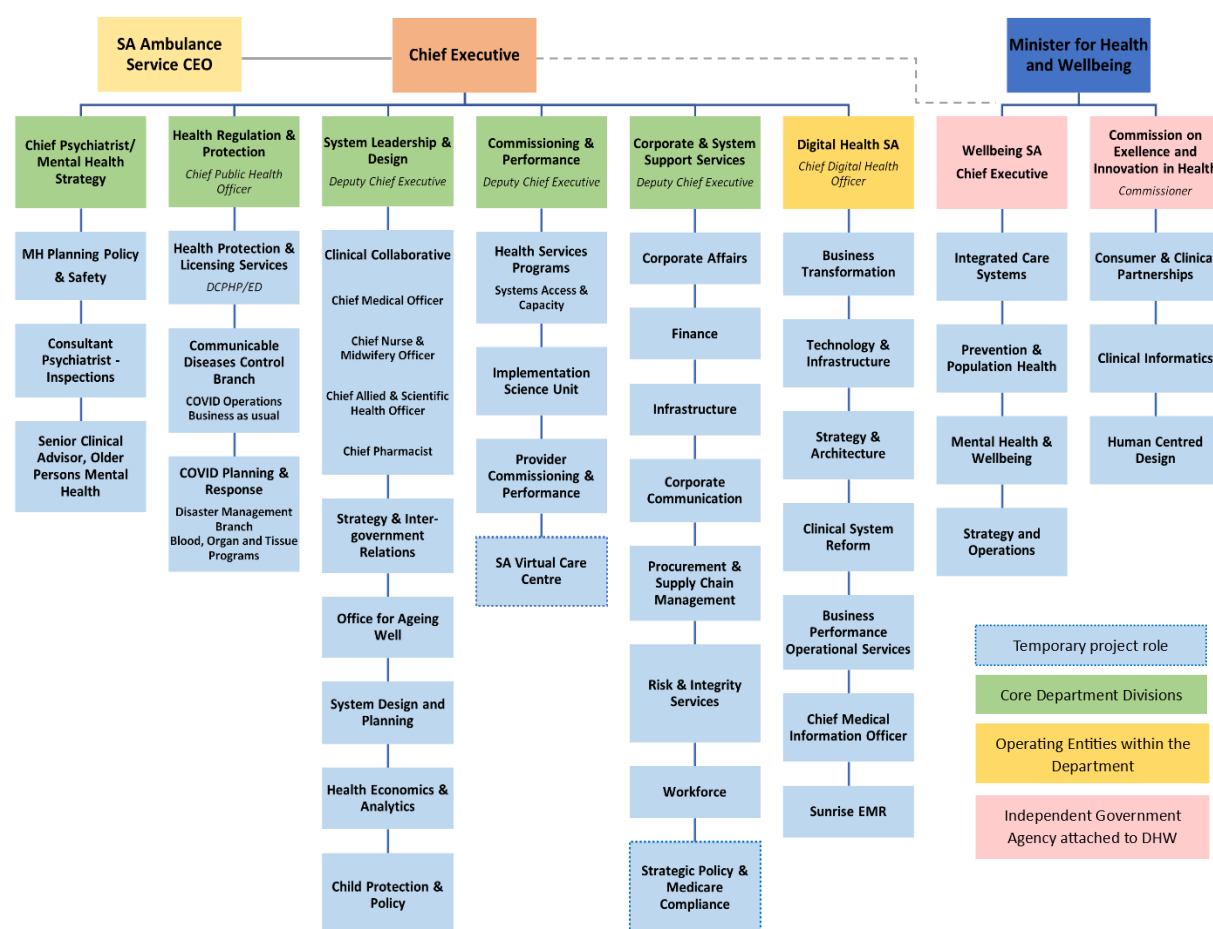 SA Ambulance
Service CEO
Chief Executive
Minister for Health
and Wellbeing
Chief Psychiatrist/
Mental Health
Strategy
Health Regulation &
Protection
Chief Public Health
Officer
System Leadership &
Design
Deputy Chief Executive
Commissioning &
Performance
Deputy Chief Executive
Corporate & System
Support Services
Deputy Chief Executive
Digital Health SA
Chief Digital Health
Officer
Wellbeing SA
Chief Executive
Commission on
Exellence and
Innovation in Health
Commissioner
MH Planning Policy
& Safety
Consultant
Psychiatrist -
Inspections
Senior Clinical
Advisor, Older
Persons Mental
Health
Health Protection &
Licensing Services
DCPHP/ED
Communicable
Diseases Control
Branch
COVID Operations
Business as usual
COVID Planning &
Response
Disaster Management
Branch
Blood, Organ and Tissue
Programs
Clinical Collaborative
Chief Medical Officer
Chief Nurse &
Midwifery Officer
Chief Allied & Scientific
Health Officer
Chief Pharmacist
Strategy & Inter-
government
Relations
Office for Ageing
Well
System Design and
Planning
Health Economics &
Analytics
Child Protection &
Policy
Health Services
Programs
Systems Access &
Capacity
Implementation
Science Unit
Provider
Commissioning &
Performance
SA Virtual Care
Centre
Corporate Affairs
Finance
Infrastructure
Corporate
Communication
Procurement &
Supply Chain
Management
Risk & Integrity
Services
Workforce
Strategic Policy &
Medicare
Compliance
Business
Transformation
Technology &
Infrastructure
Strategy &
Architecture
Clinical System
Reform
Business
Performance
Operational Services
Chief Medical
Information Officer
Sunrise EMR
Integrated Care
Systems
Prevention &
Population Health
Mental Health &
Wellbeing
Strategy and
Operations
Consumer & Clinical
Partnerships
Clinical Informatics
Human Centred
Design
Temporary project role
Core Department Divisions
Operating Entities within the
Department
Independent Government
Agency attached to DHW